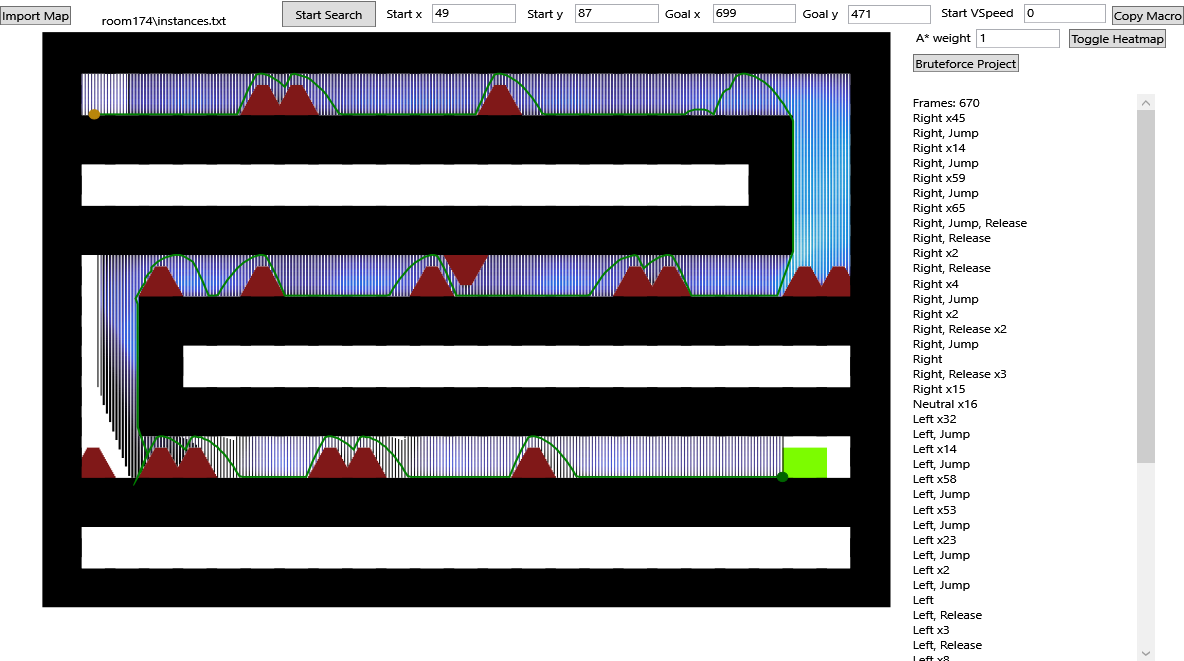 Import Map
room174\instances.txt
Start Search
Start x 49
Start y 87
Goal x 699
Goal y 471
Start VSpeed 0
Copy Macro
A* weight 1
Toggle Heatmap
Bruteforce Project
Frames: 670
Right x45
Right, Jump
Right x14
Right, Jump
Right x59
Right, Jump
Right x65
Right, Jump, Release
Right, Release
Right x2
Right, Release
Right x4
Right, Jump
Right x2
Right, Release x2
Right, Jump
Right
Right, Release x3
Right x15
Neutral x16
Left x32
Left, Jump
Left x14
Left, Jump
Left x58
Left, Jump
Left x53
Left, Jump
Left x23
Left, Jump
Left x2
Left, Jump
Left
Left, Release
Left x3
Left, Release
Left x8